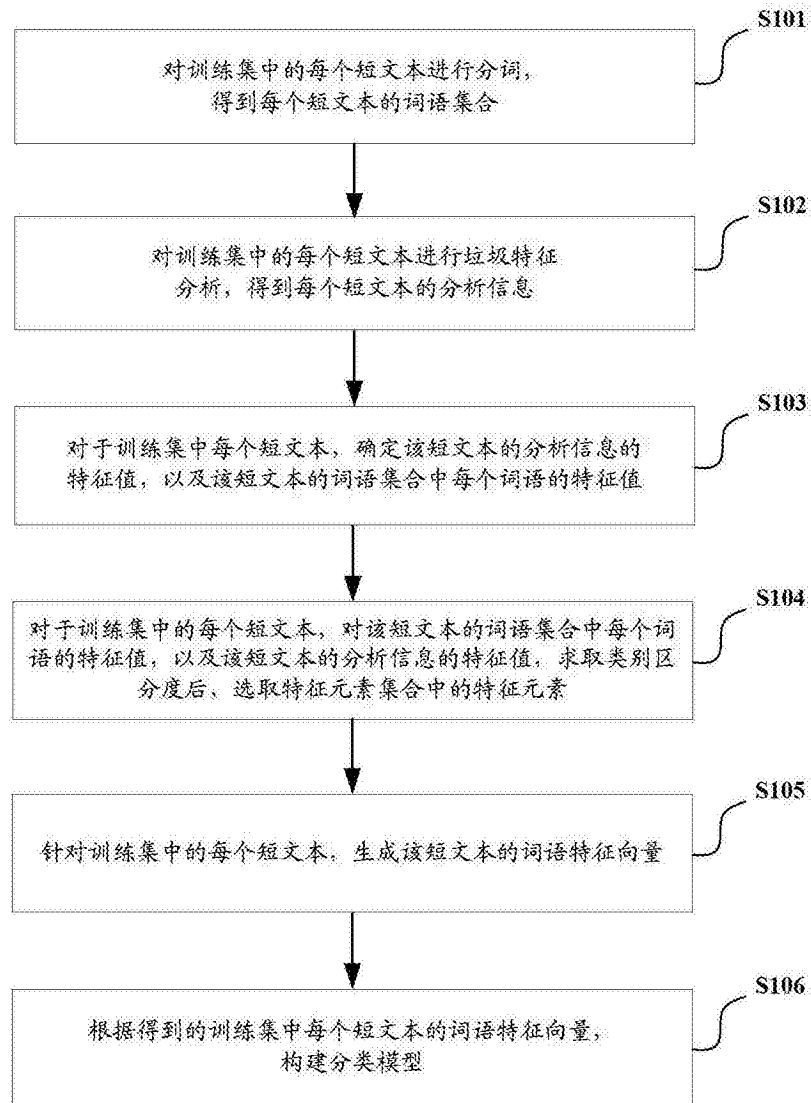 S101
对训练集中的每个短文本进行分词，
得到每个短文本的词语集合
S102
对训练集中的每个短文本进行垃圾特征
分析，得到每个短文本的分析信息
S103
对于训练集中每个短文本，确定该短文本的分析信息的
特征值，以及该短文本的词语集合中每个词语的特征值
S104
对于训练集中的每个短文本，对该短文本的词语集合中每个词
语的特征值，以及该短文本的分析信息的特征值，求取类别区
分度后、选取特征元素集合中的特征元素
S105
针对训练集中的每个短文本，生成该短文本的词语特征向量
S106
根据得到的训练集中每个短文本的词语特征向量，
构建分类模型